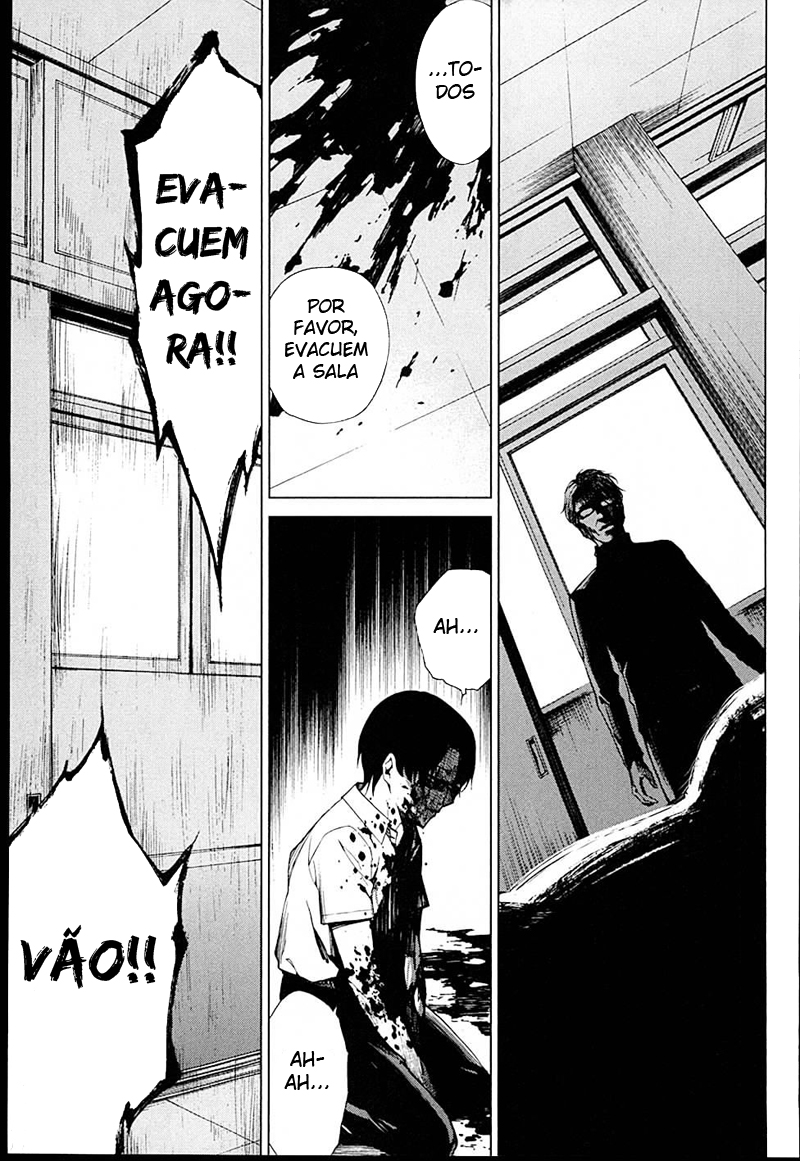 ...TO-
DOS
POR
FAVOR,
EVACUEM
A SALA
AH...
AH-
AH...
EVA-
CUEM
AGO-
RA!!
VÃO!!